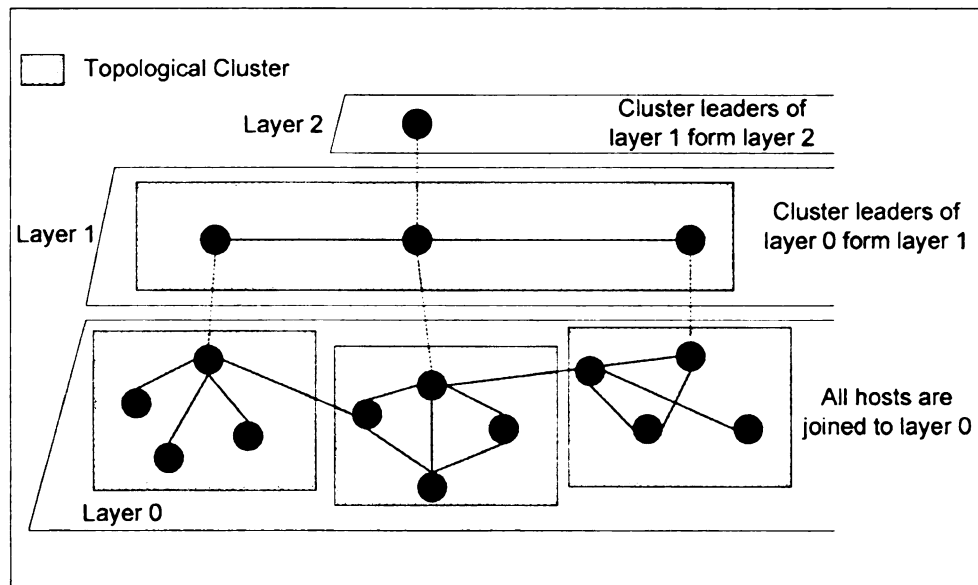 Topological Cluster
Layer 2
Cluster leaders of
layer 1 form layer 2
Layer 1
Cluster leaders of
layer 0 form layer 1
All hosts are
joined to layer 0
Layer 0